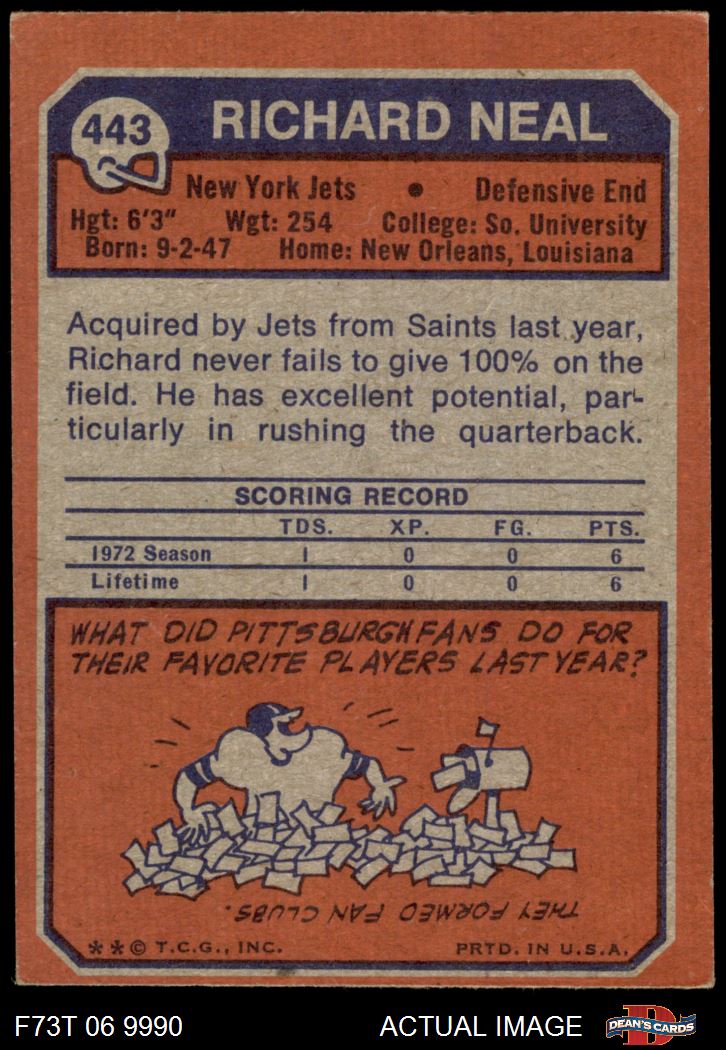 443
RICHARD NEAL
New York Jets • Defensive End
Hgt: 6'3" Wgt: 254 College: So. University
Born: 9-2-47 Home: New Orleans, Louisiana
Acquired by Jets from Saints last year,
Richard never fails to give 100% on the
field. He has excellent potential, par-
ticularly in rushing the quarterback.
SCORING RECORD
TDS. XP. FG. PTS.
1972 Season 1 0 0 6
Lifetime 1 0 0 6
WHAT DID PITTSBURGH FANS DO FOR
THEIR FAVORITE PLAYERS LAST YEAR?
THEY FORMED FAN CLUBS.
** © T.C.G., INC. PRTD. IN U.S.A.
F73T 06 9990 ACTUAL IMAGE D DEAN'S CARDS